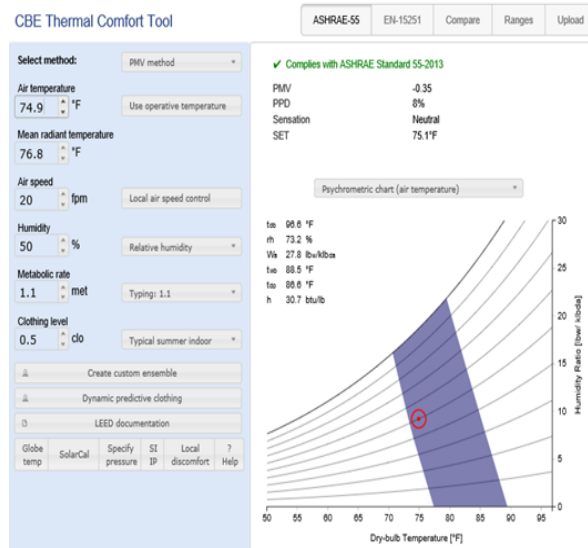 CBE Thermal Comfort Tool
ASHRAE-55 EN-15251 Compare Ranges Upload
Select method: PMV method
Air temperature
74.9 °F Use operative temperature
Mean radiant temperature
76.8 °F
Air speed
20 fpm Local air speed control
Humidity
50 % Relative humidity
Metabolic rate
1.1 met Typing: 1.1
Clothing level
0.5 clo Typical summer indoor
Create custom ensemble
Dynamic predictive clothing
LEED documentation
Globe temp SolarCal Specify pressure SI IP Local discomfort ? Help
✔ Complies with ASHRAE Standard 55-2013
PMV -0.35
PPD 8%
Sensation Neutral
SET 75.1°F
Psychrometric chart (air temperature)
96.6 °F
rh 73.2 %
27.8
88.5 °F
86.6 °F
h 30.7 btu/lb
30
25
20
15
10
5
0
Humidity Ratio [lbw/ klbda]
50 55 60 65 70 75 80 85 90 95
Dry-bulb Temperature [°F]